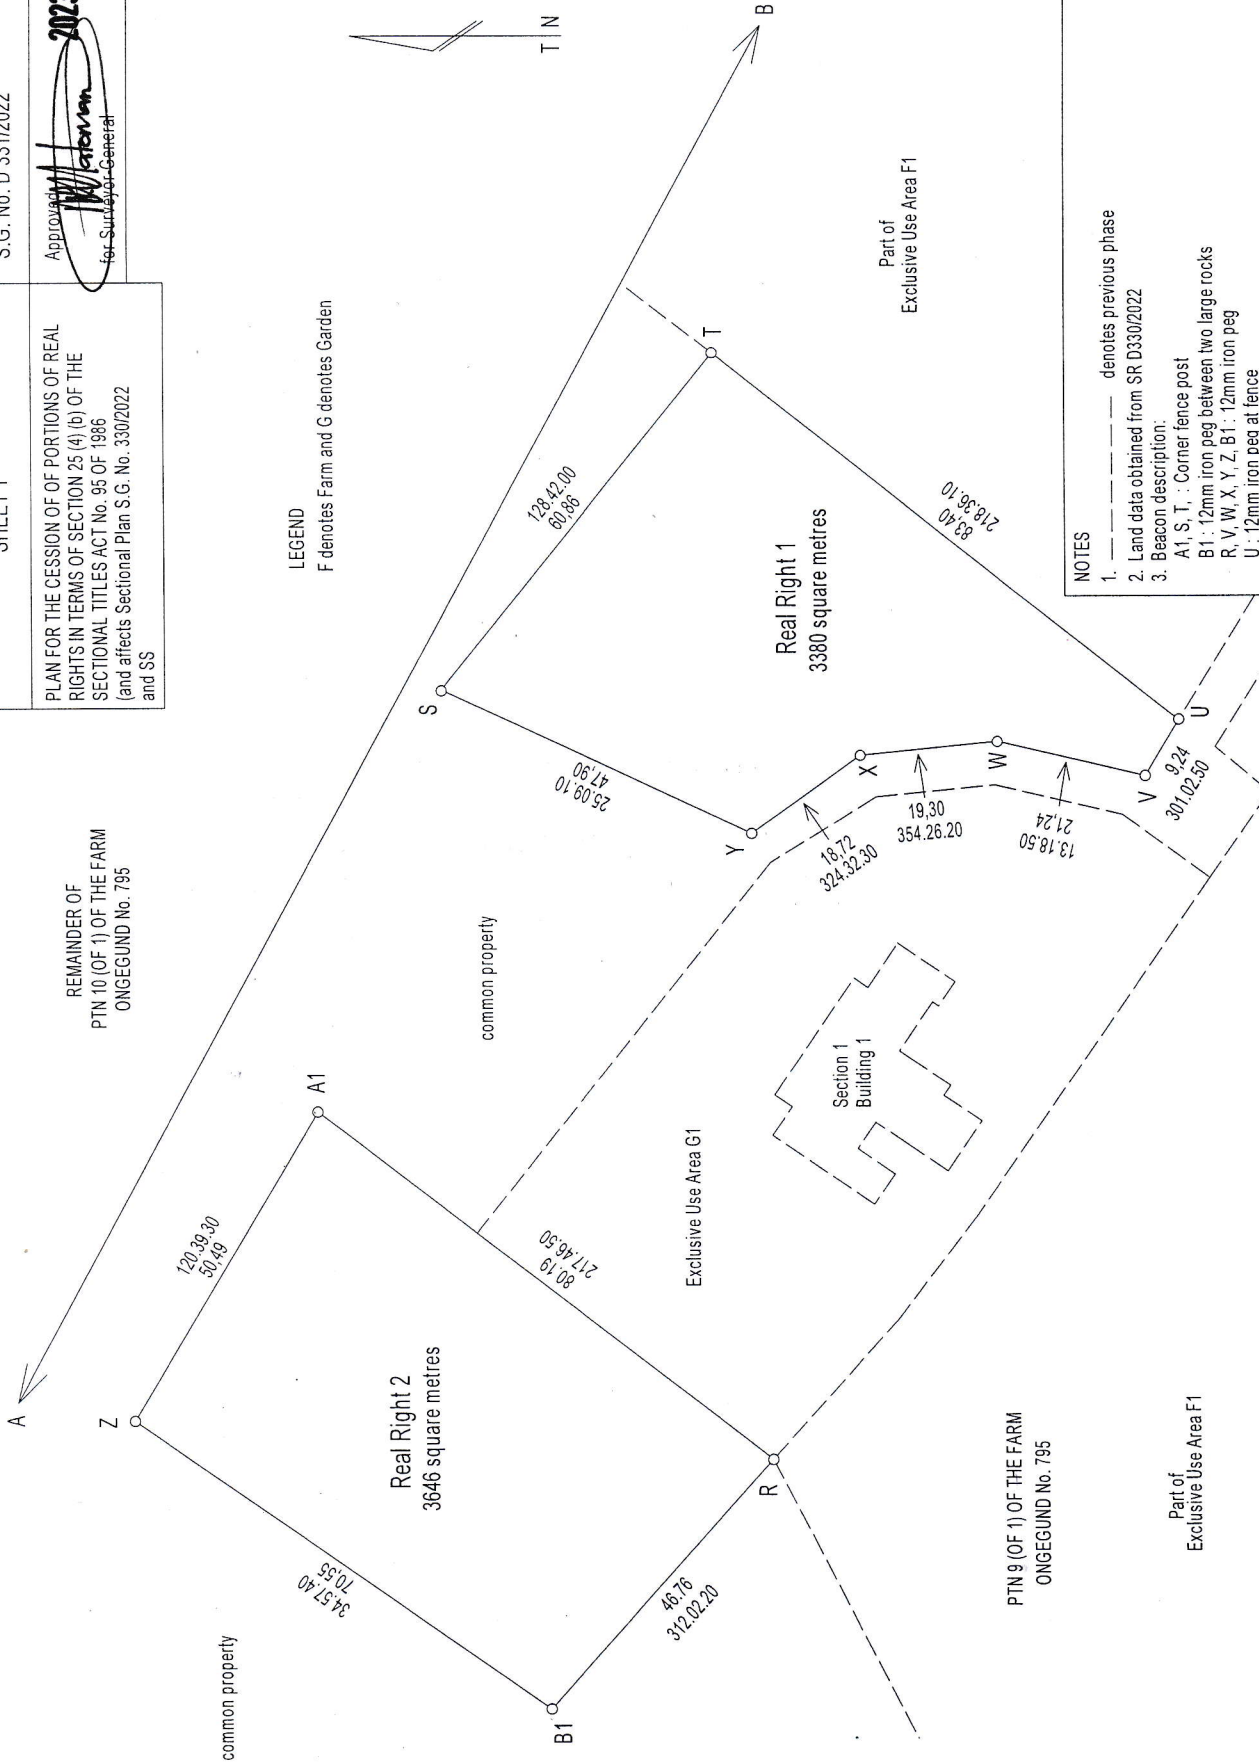 SHEET 1
S.G. No. D 331/2022
PLAN FOR THE CESSION OF OF PORTIONS OF REAL
RIGHTS IN TERMS OF SECTION 25 (4) (b) OF THE
SECTIONAL TITLES ACT No. 95 OF 1986
(and affects Sectional Plan S.G. No. 330/2022
and SS
Approved
2023
for Surveyor-General
REMAINDER OF
PTN 10 (OF 1) OF THE FARM
ONGEGUND No. 795
LEGEND
F denotes Farm and G denotes Garden
T N
A
B
Z
120.39.30
50,49
A1
common property
34.57.40
70,55
Real Right 2
3646 square metres
80.19
217.46.50
B1
46.76
312.02.20
R
common property
S
128.42.00
60,86
T
25.09.10
47,90
Y
18,72
324.32.30
X
19,30
354.26.20
W
13.18.50
21,24
V
9,24
301.02.50
U
Real Right 1
3380 square metres
83,40
218.36.10
Part of
Exclusive Use Area F1
Exclusive Use Area G1
Section 1
Building 1
PTN 9 (OF 1) OF THE FARM
ONGEGUND No. 795
Part of
Exclusive Use Area F1
NOTES
1. denotes previous phase
2. Land data obtained from SR D330/2022
3. Beacon description:
A1, S, T, : Corner fence post
B1 : 12mm iron peg between two large rocks
R, V, W, X, Y, Z, B1 : 12mm iron peg
U : 12mm iron peg at fence